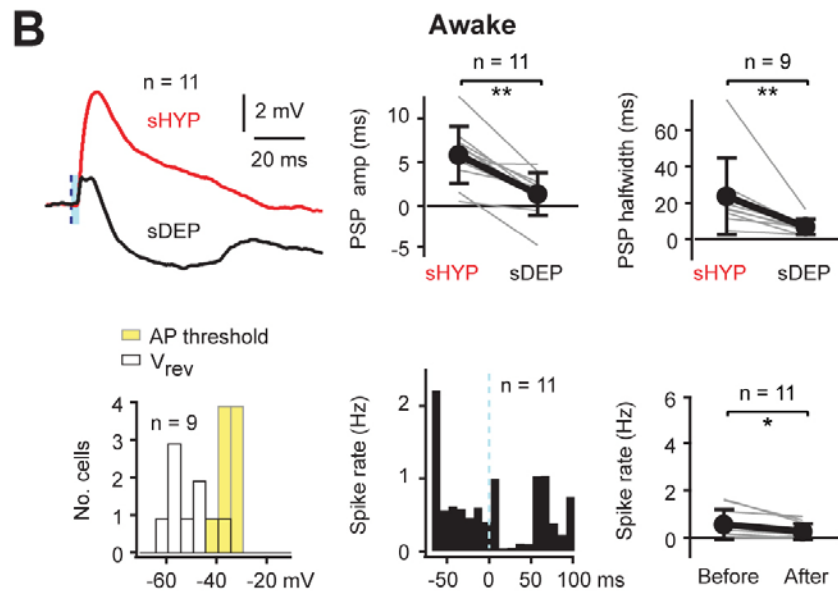 B
Awake
n = 11
sHYP
2 mV
20 ms
sDEP
n = 11
**
PSP amp (ms)
10
5
0
-5
sHYP
sDEP
n = 9
**
PSP halfwidth (ms)
60
40
20
0
sHYP
sDEP
AP threshold
Vrev
n = 9
No. cells
4
3
2
1
0
-60
-40
-20 mV
n = 11
Spike rate (Hz)
2
1
0
-50
0
50
100 ms
n = 11
*
Spike rate (Hz)
6
4
2
0
Before
After